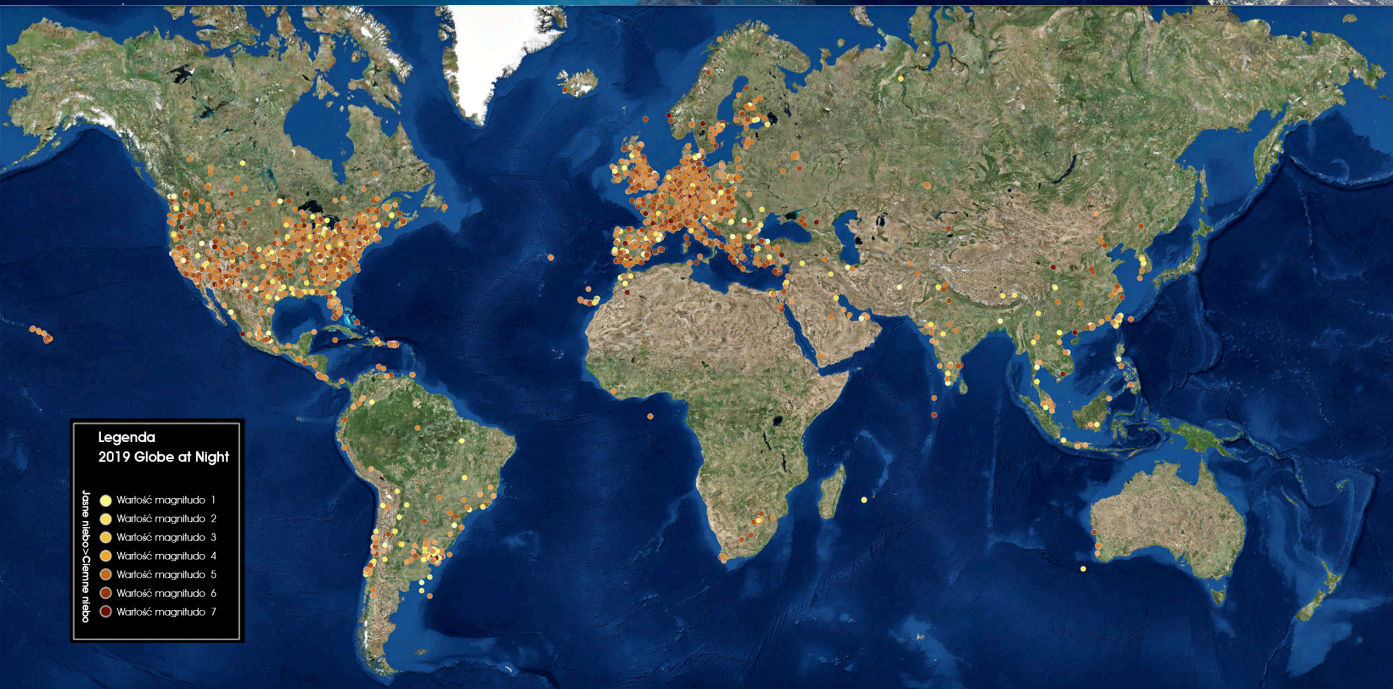 Legenda
2019 Globe at Night
Jasne niebo>Ciemne niebo
Wartość magnitudo 1
Wartość magnitudo 2
Wartość magnitudo 3
Wartość magnitudo 4
Wartość magnitudo 5
Wartość magnitudo 6
Wartość magnitudo 7